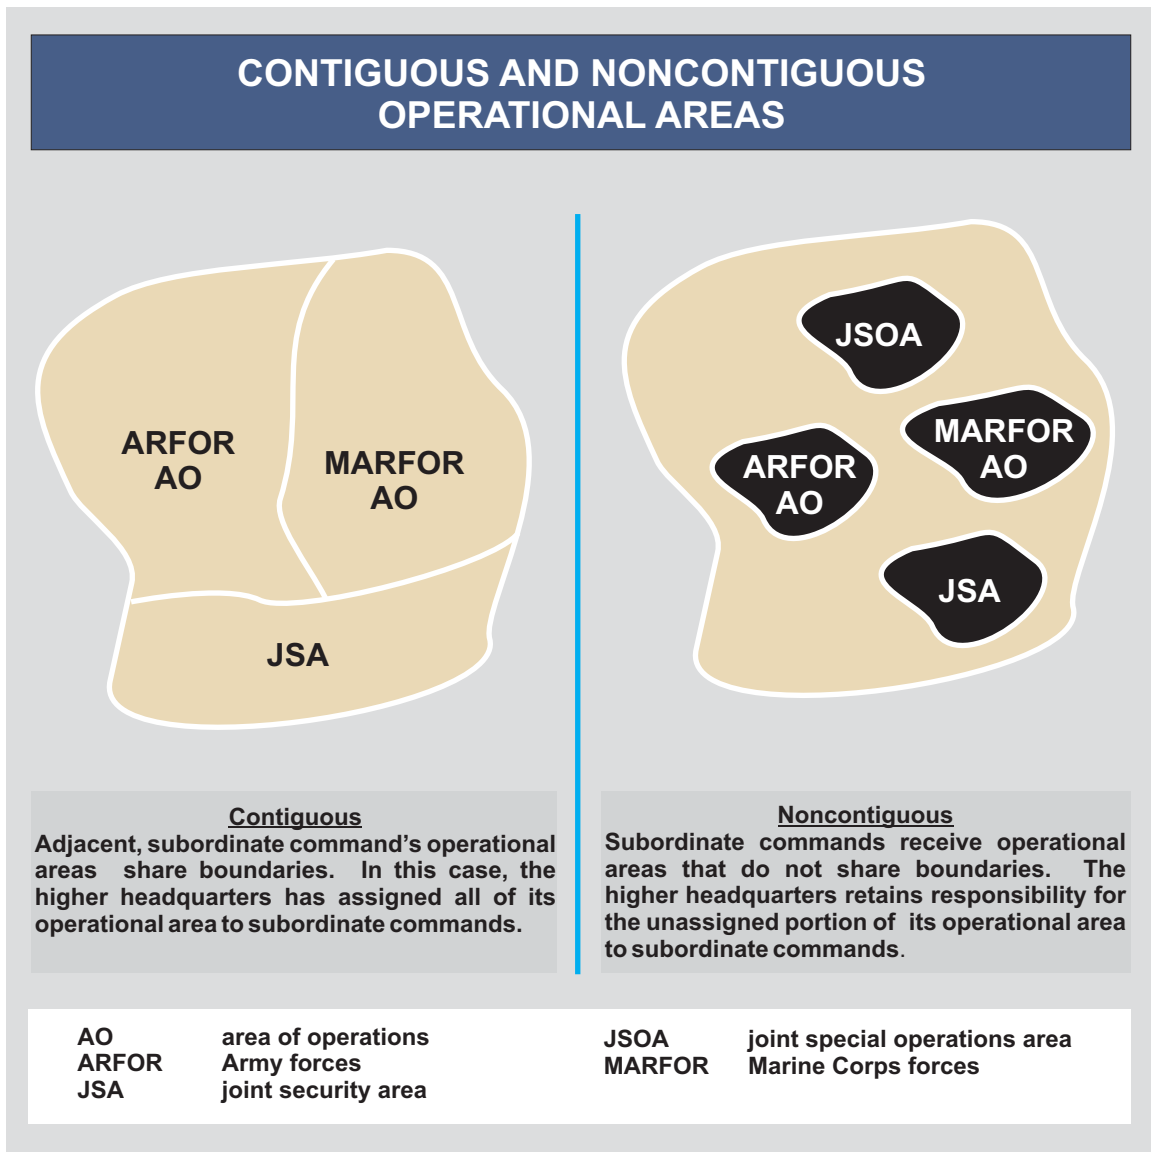 CONTIGUOUS AND NONCONTIGUOUS
OPERATIONAL AREAS
ARFOR
AO
MARFOR
AO
JSA
JSOA
MARFOR
AO
ARFOR
AO
JSA
Contiguous
Adjacent, subordinate command’s operational
areas share boundaries. In this case, the
higher headquarters has assigned all of its
operational area to subordinate commands.
Noncontiguous
Subordinate commands receive operational
areas that do not share boundaries. The
higher headquarters retains responsibility for
the unassigned portion of its operational area
to subordinate commands.
AO area of operations
ARFOR Army forces
JSA joint security area
JSOA joint special operations area
MARFOR Marine Corps forces